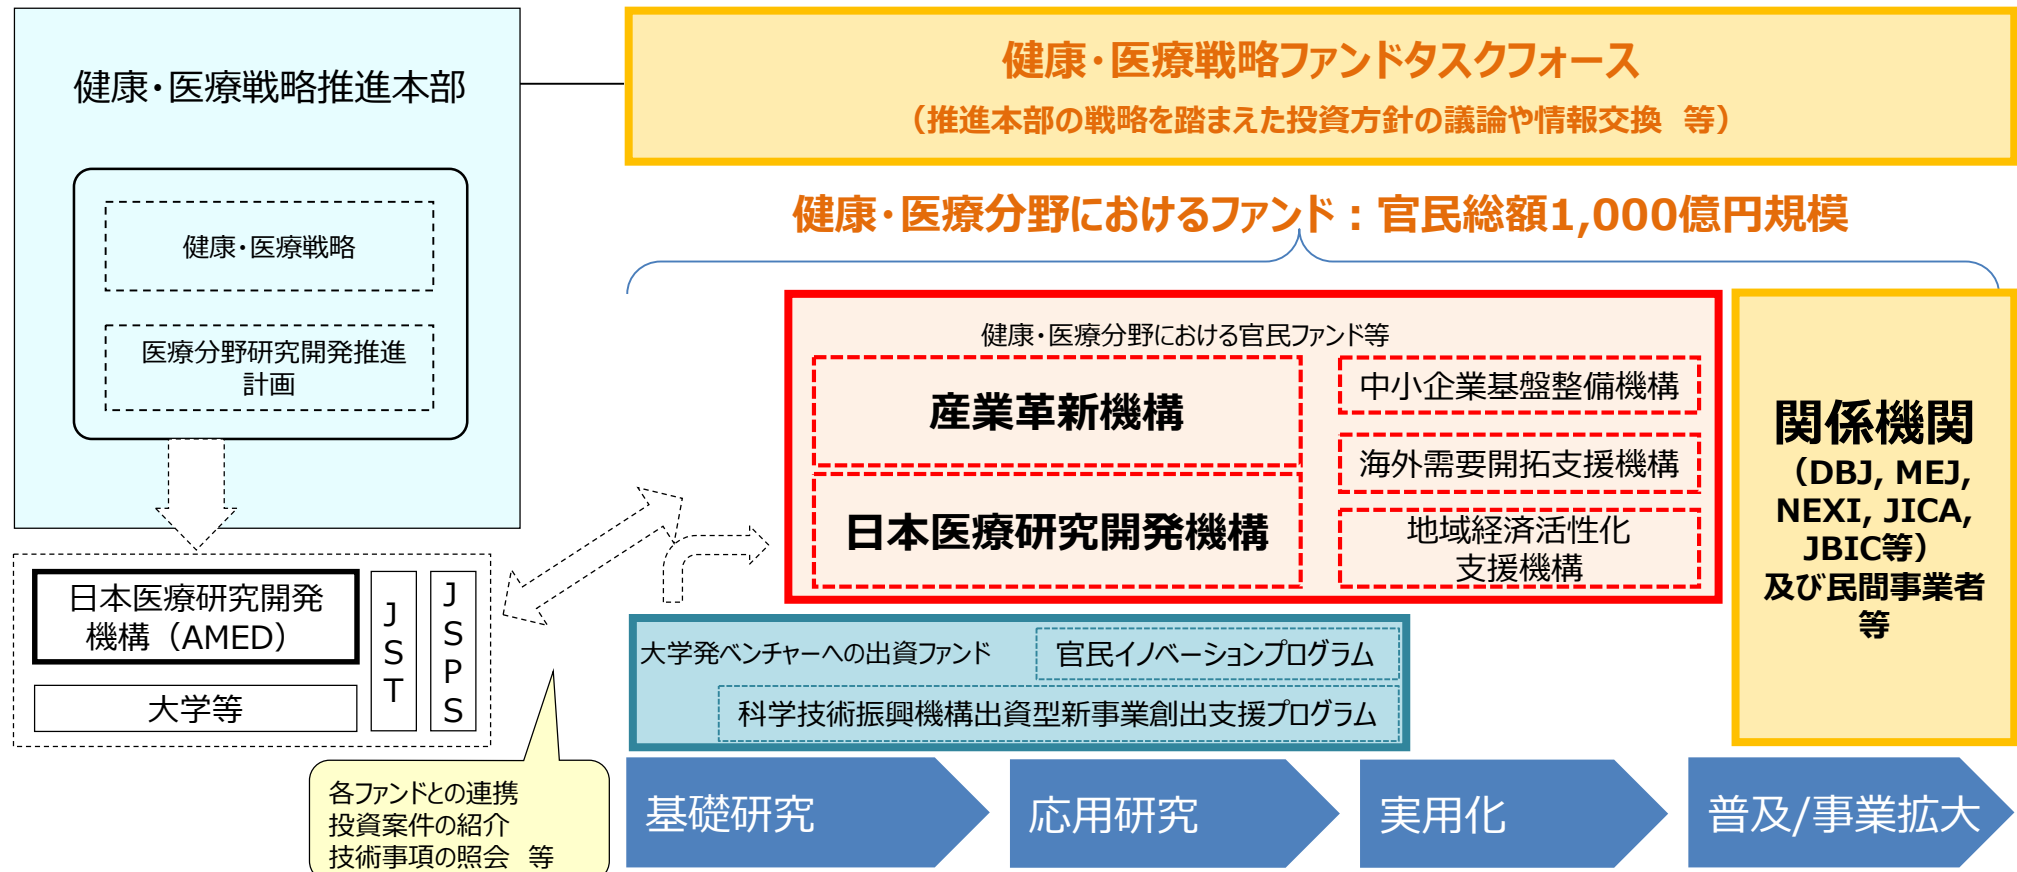 健康・医療戦略推進本部
健康・医療戦略
医療分野研究開発推進
計画
健康・医療戦略ファンドタスクフォース
（推進本部の戦略を踏まえた投資方針の議論や情報交換　等）
健康・医療分野におけるファンド：官民総額1,000億円規模
健康・医療分野における官民ファンド等
産業革新機構
日本医療研究開発機構
中小企業基盤整備機構
海外需要開拓支援機構
地域経済活性化
支援機構
関係機関
（DBJ, MEJ,
NEXI, JICA,
JBIC等）
及び民間事業者
等
日本医療研究開発
機構（AMED）
大学等
JST
JSPS
大学発ベンチャーへの出資ファンド
官民イノベーションプログラム
科学技術振興機構出資型新事業創出支援プログラム
各ファンドとの連携
投資案件の紹介
技術事項の照会　等
基礎研究
応用研究
実用化
普及/事業拡大